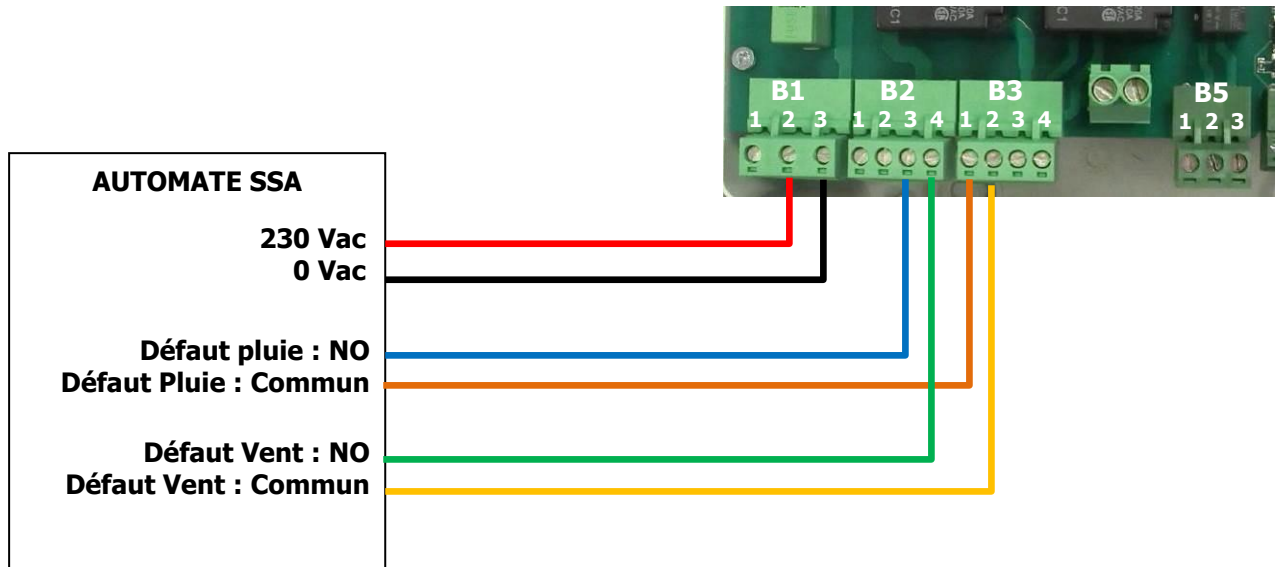 B1 B2 B3 B5
1 2 3 1 2 3 4 1 2 3 4 1 2 3
AUTOMATE SSA
230 Vac
0 Vac
Défaut pluie : NO
Défaut Pluie : Commun
Défaut Vent : NO
Défaut Vent : Commun